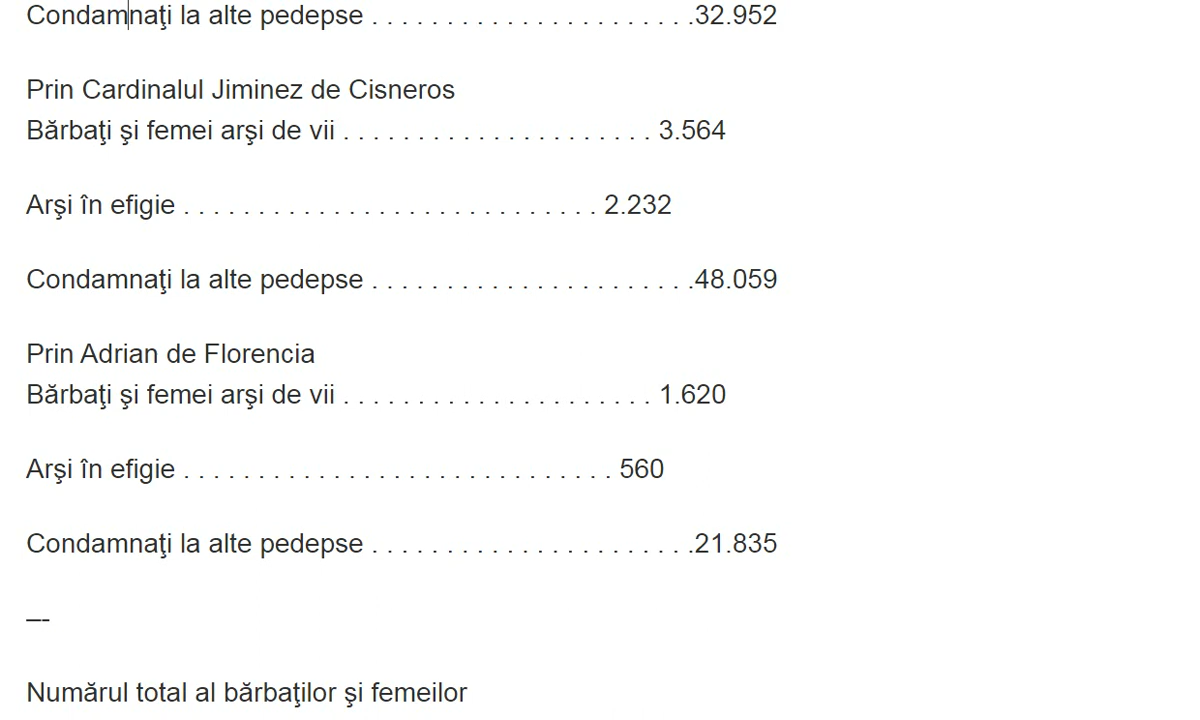 Condamnaţi la alte pedepse . . . . . . . . . . . . . . . . . . . . . .32.952
Prin Cardinalul Jiminez de Cisneros
Bărbaţi şi femei arşi de vii . . . . . . . . . . . . . . . . . . . . . 3.564
Arşi în efigie . . . . . . . . . . . . . . . . . . . . . . . . . . . . 2.232
Condamnaţi la alte pedepse . . . . . . . . . . . . . . . . . . . . . .48.059
Prin Adrian de Florencia
Bărbaţi şi femei arşi de vii . . . . . . . . . . . . . . . . . . . . . 1.620
Arşi în efigie . . . . . . . . . . . . . . . . . . . . . . . . . . . . . 560
Condamnaţi la alte pedepse . . . . . . . . . . . . . . . . . . . . . .21.835
—-
Numărul total al bărbaţilor şi femeilor